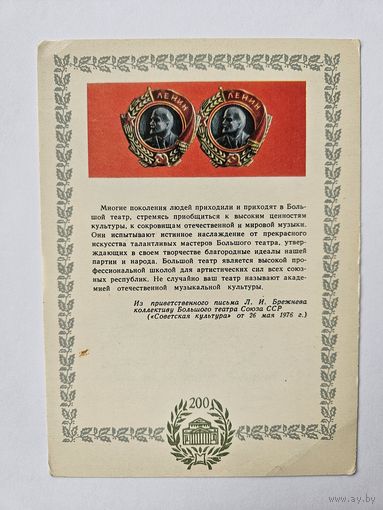 ЛЕНИН ЛЕНИН
Многие поколения людей приходили и приходят в Боль-
шой театр, стремясь приобщиться к высоким ценностям
культуры, к сокровищам отечественной и мировой музыки.
Они испытывают истинное наслаждение от прекрасного
искусства талантливых мастеров Большого театра, утверж-
дающих в своем творчестве благородные идеалы нашей
партии и народа. Большой театр является высокой про-
фессиональной школой для артистических сил всех союз-
ных республик. Не случайно ваш театр называют акаде-
мией отечественной музыкальной культуры.
Из приветственного письма Л. И. Брежнева
коллективу Большого театра Союза ССР
(«Советская культура» от 26 мая 1976 г.)
200
www.ay.by